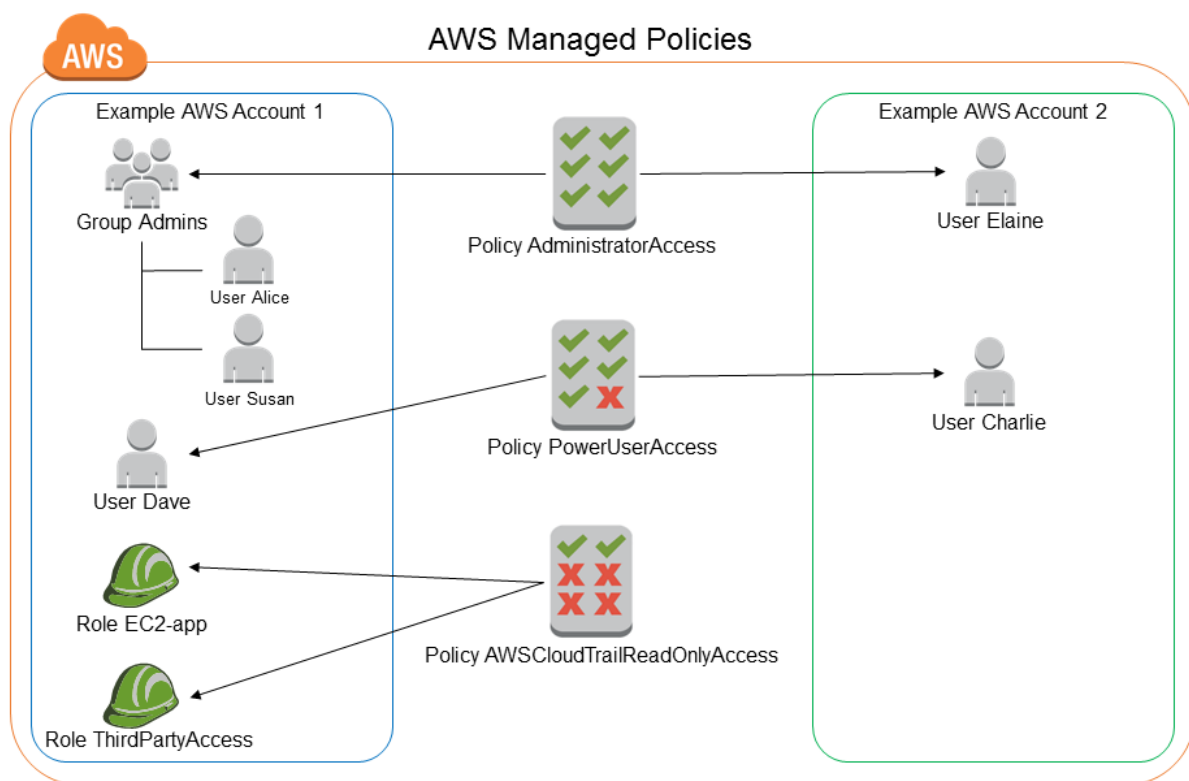 AWS
AWS Managed Policies
Example AWS Account 1
Group Admins
User Alice
User Susan
User Dave
Role EC2-app
Role ThirdPartyAccess
Policy AdministratorAccess
Policy PowerUserAccess
Policy AWSCloudTrailReadOnlyAccess
Example AWS Account 2
User Elaine
User Charlie